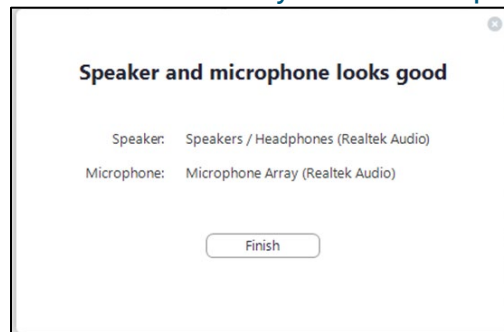 Speaker and microphone looks good
Speaker: Speakers / Headphones (Realtek Audio)
Microphone: Microphone Array (Realtek Audio)
Finish